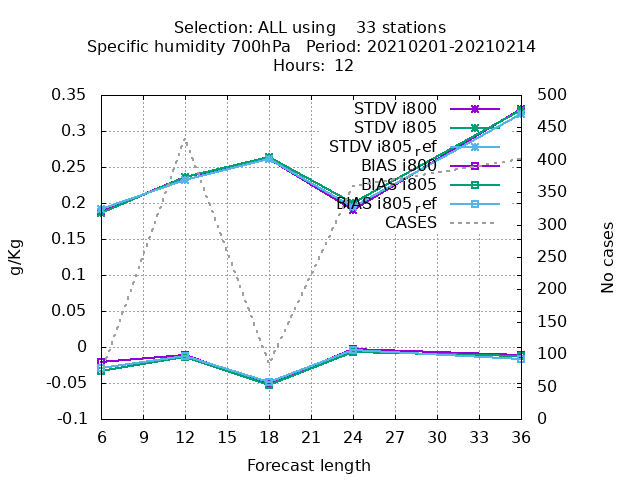 Selection: ALL using 33 stations
Specific humidity 700hPa Period: 20210201-20210214
Hours: 12
0.35
0.3
0.25
0.2
0.15
0.1
0.05
0
-0.05
-0.1
g/Kg
STDV i800
STDV i805
STDV i805ref
BIAS i800
BIAS i805
BIAS i805ref
CASES
500
450
400
350
300
250
200
150
100
50
0
No cases
6 9 12 15 18 21 24 27 30 33 36
Forecast length